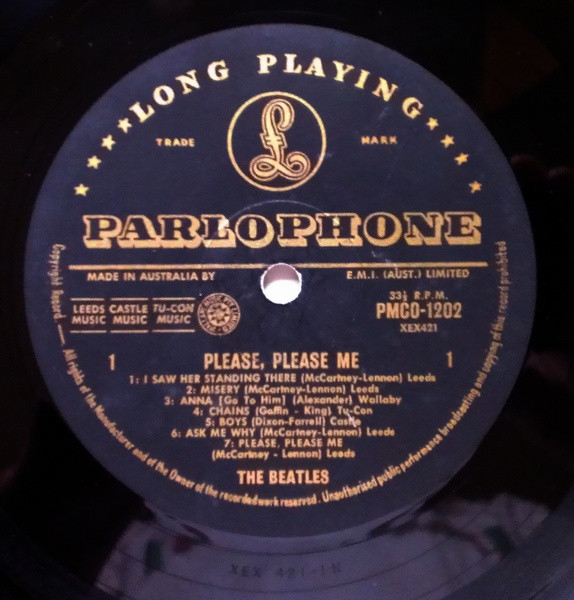 ★★★★LONG PLAYING★★★★
TRADE MARK
£
PARLOPHONE
MADE IN AUSTRALIA BY E.M.I. (AUST.) LIMITED
LEEDS CASTLE TU-CON
MUSIC MUSIC MUSIC
33⅓ R.P.M.
PMCO-1202
XEX421
1 PLEASE, PLEASE ME 1
1: I SAW HER STANDING THERE (McCartney-Lennon) Leeds
2: MISERY (McCartney-Lennon) Leeds
3: ANNA [Go To Him] (Alexander) Wallaby
4: CHAINS (Goffin - King) Tu-Con
5: BOYS (Dixon-Farrell) Castle
6: ASK ME WHY (McCartney-Lennon) Leeds
7: PLEASE, PLEASE ME
(McCartney - Lennon) Leeds
THE BEATLES
Copyright Record. — All rights of the Manufacturer and of the Owner of the recorded work reserved. Unauthorised public performance broadcasting and copying of this record prohibited
XEX 421-1N